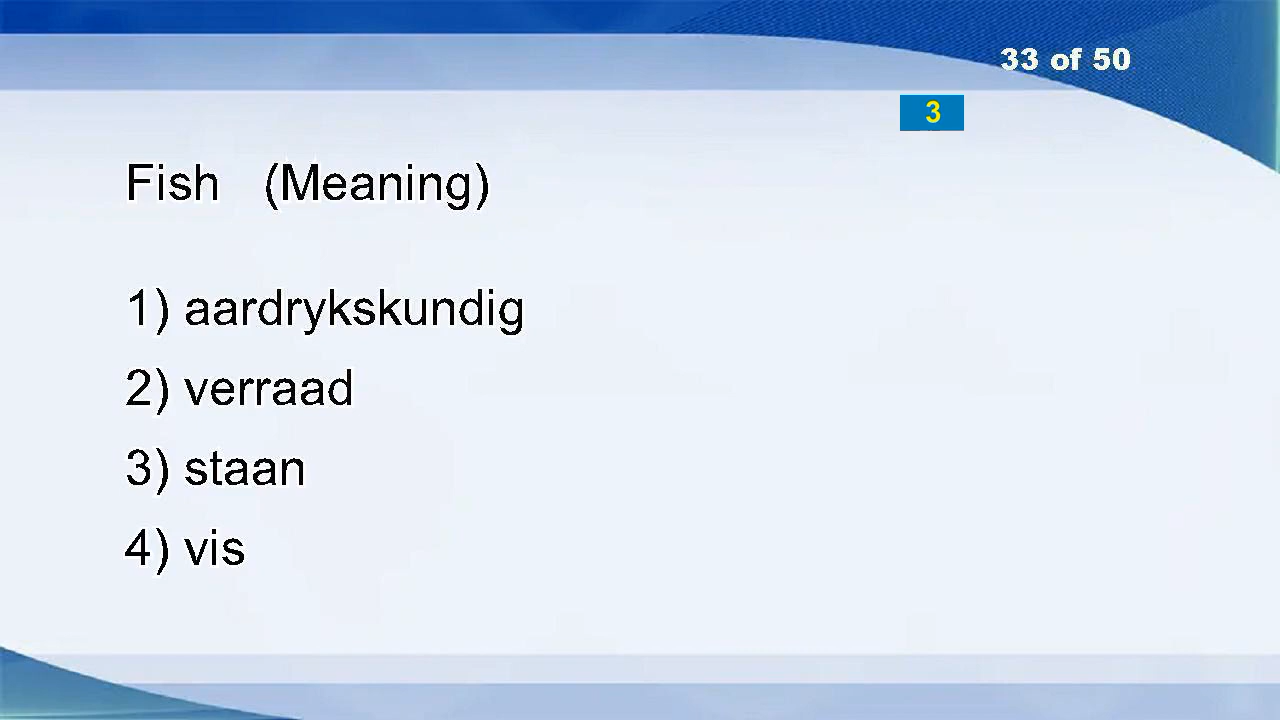 33 of 50
3
Fish (Meaning)
1) aardrykskundig
2) verraad
3) staan
4) vis